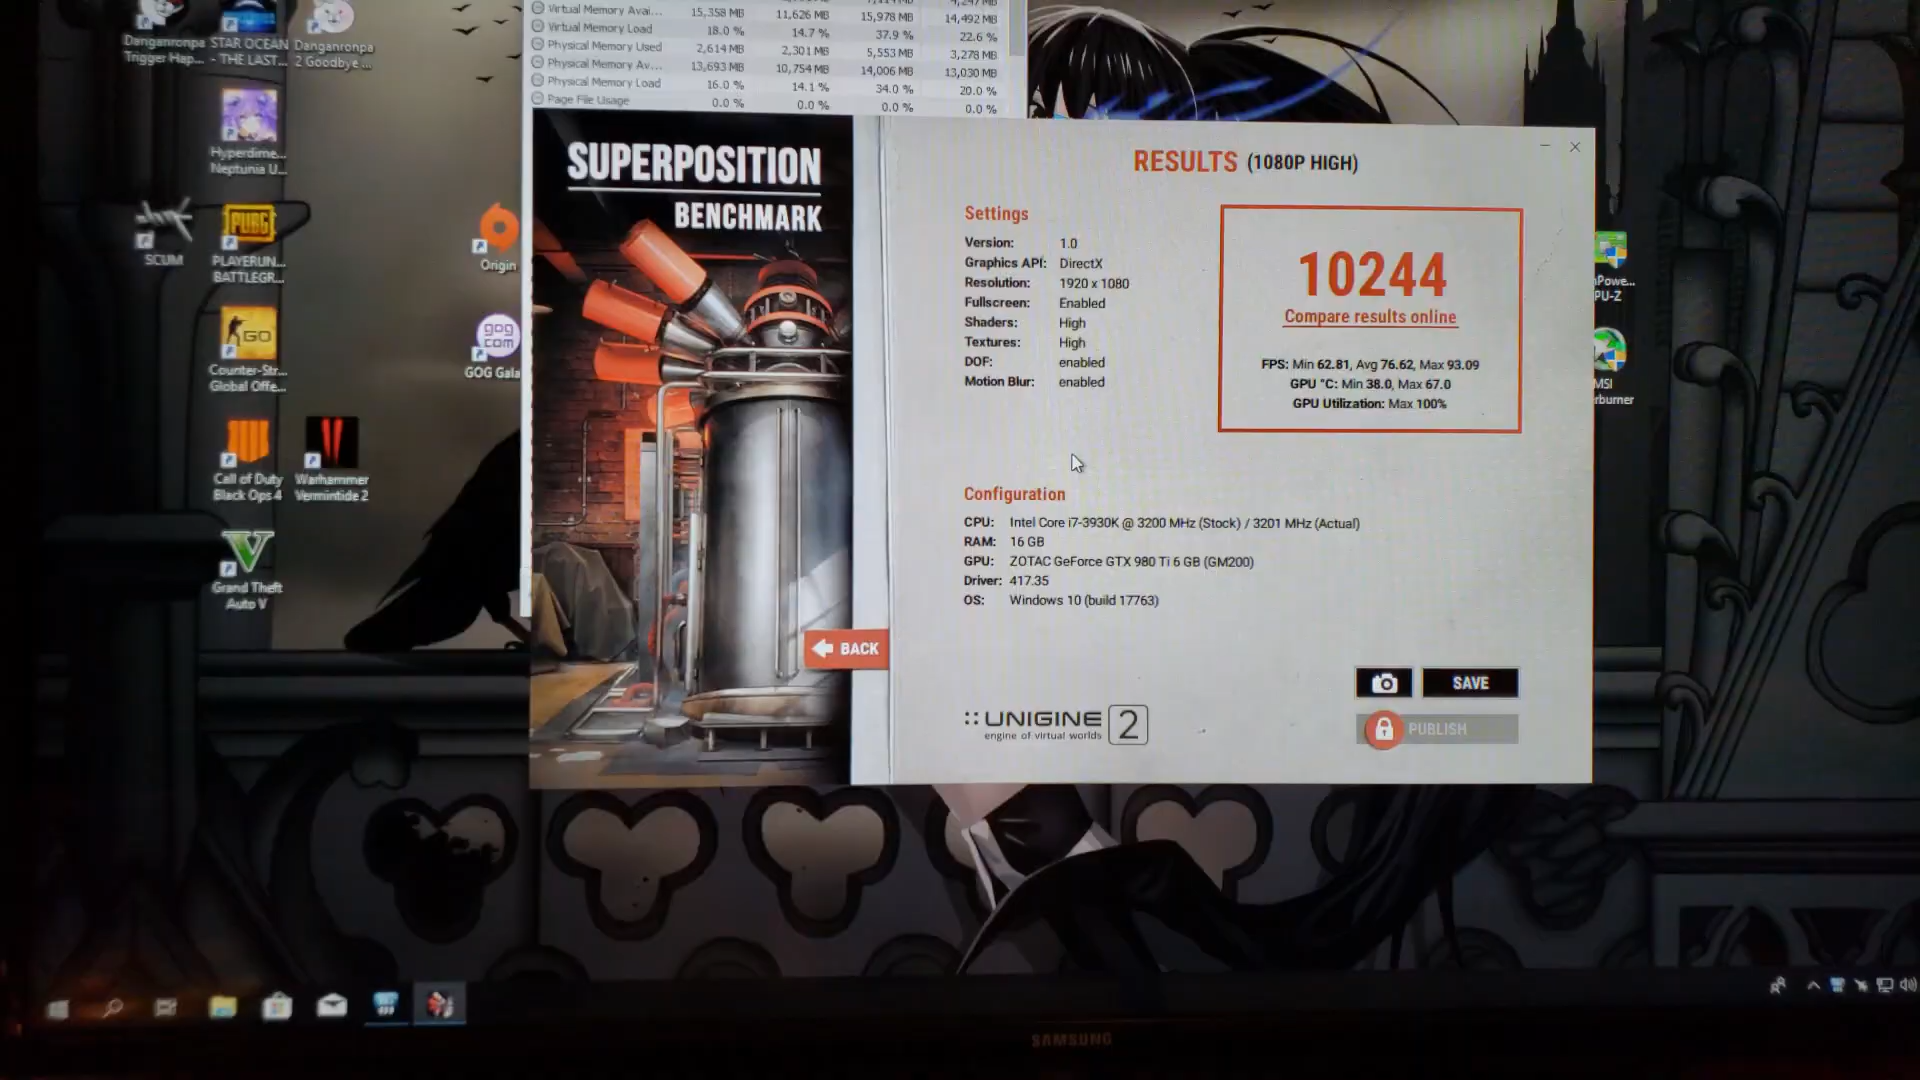 Danganronpa
Trigger Hap...
STAR OCEAN
- THE LAST...
Danganronpa
2 Goodbye ...
Hyperdime...
Neptunia U...
SCUM
PUBG
PLAYERUN...
BATTLEGR...
Origin
GO
Counter-Str...
Global Offe...
gog
com
GOG Gala
Call of Duty
Black Ops 4
Warhammer
Vermintide 2
Grand Theft
Auto V
Virtual Memory Avai... 15,358 MB 11,626 MB 15,978 MB 14,492 MB
Virtual Memory Load 18.0 % 14.7 % 37.9 % 22.6 %
Physical Memory Used 2,614 MB 2,301 MB 5,553 MB 3,278 MB
Physical Memory Av... 13,693 MB 10,754 MB 14,006 MB 13,030 MB
Physical Memory Load 16.0 % 14.1 % 34.0 % 20.0 %
Page File Usage 0.0 % 0.0 % 0.0 % 0.0 %
SUPERPOSITION
BENCHMARK
BACK
RESULTS (1080P HIGH)
Settings
Version: 1.0
Graphics API: DirectX
Resolution: 1920 x 1080
Fullscreen: Enabled
Shaders: High
Textures: High
DOF: enabled
Motion Blur: enabled
10244
Compare results online
FPS: Min 62.81, Avg 76.62, Max 93.09
GPU °C: Min 38.0, Max 67.0
GPU Utilization: Max 100%
Configuration
CPU: Intel Core i7-3930K @ 3200 MHz (Stock) / 3201 MHz (Actual)
RAM: 16 GB
GPU: ZOTAC GeForce GTX 980 Ti 6 GB (GM200)
Driver: 417.35
OS: Windows 10 (build 17763)
SAVE
PUBLISH
UNIGINE 2
engine of virtual worlds
nPowe...
PU-Z
MSI
rburner
SAMSUNG